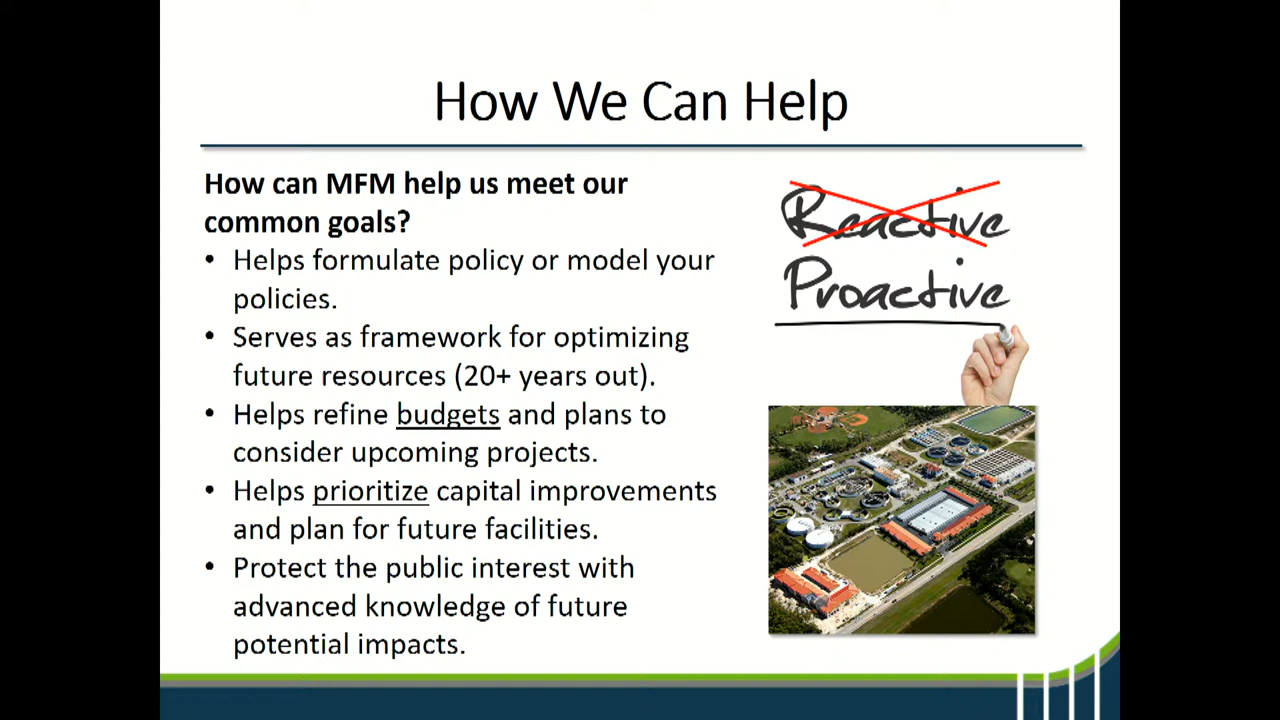 How We Can Help
How can MFM help us meet our
common goals?
• Helps formulate policy or model your
policies.
• Serves as framework for optimizing
future resources (20+ years out).
• Helps refine budgets and plans to
consider upcoming projects.
• Helps prioritize capital improvements
and plan for future facilities.
• Protect the public interest with
advanced knowledge of future
potential impacts.
Reactive
Proactive